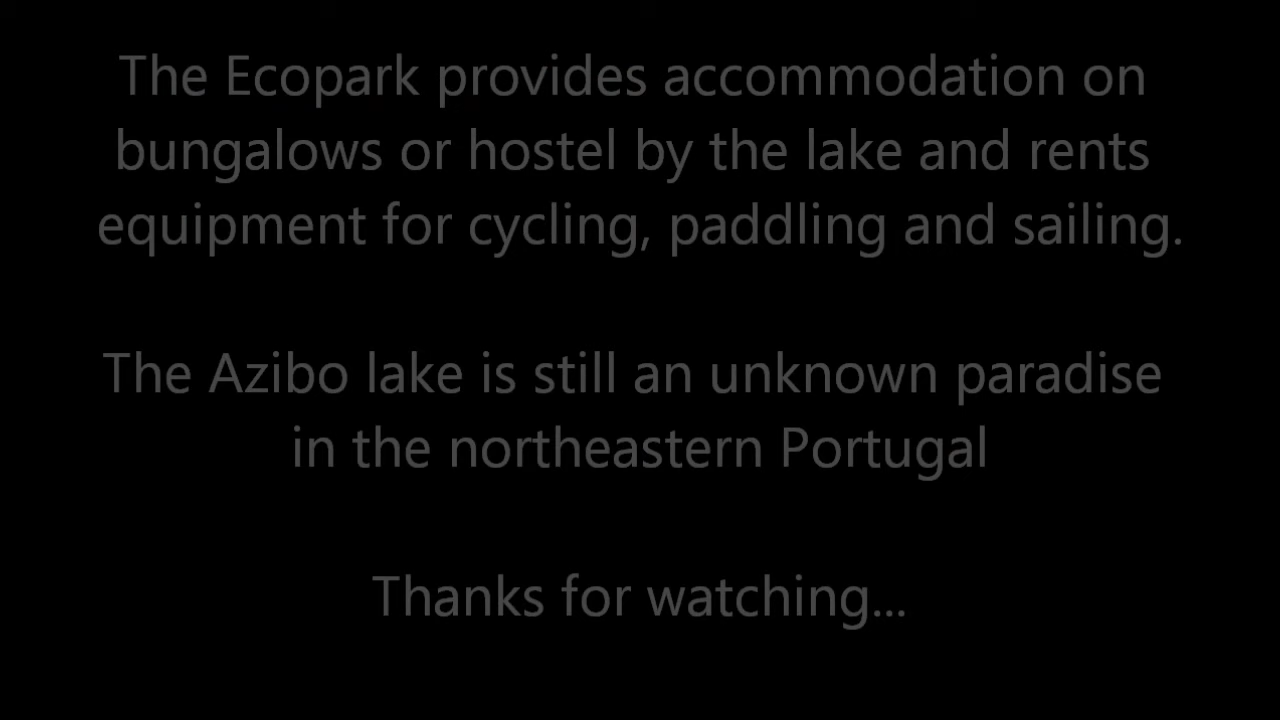 The Ecopark provides accommodation on
bungalows or hostel by the lake and rents
equipment for cycling, paddling and sailing.
The Azibo lake is still an unknown paradise
in the northeastern Portugal
Thanks for watching...